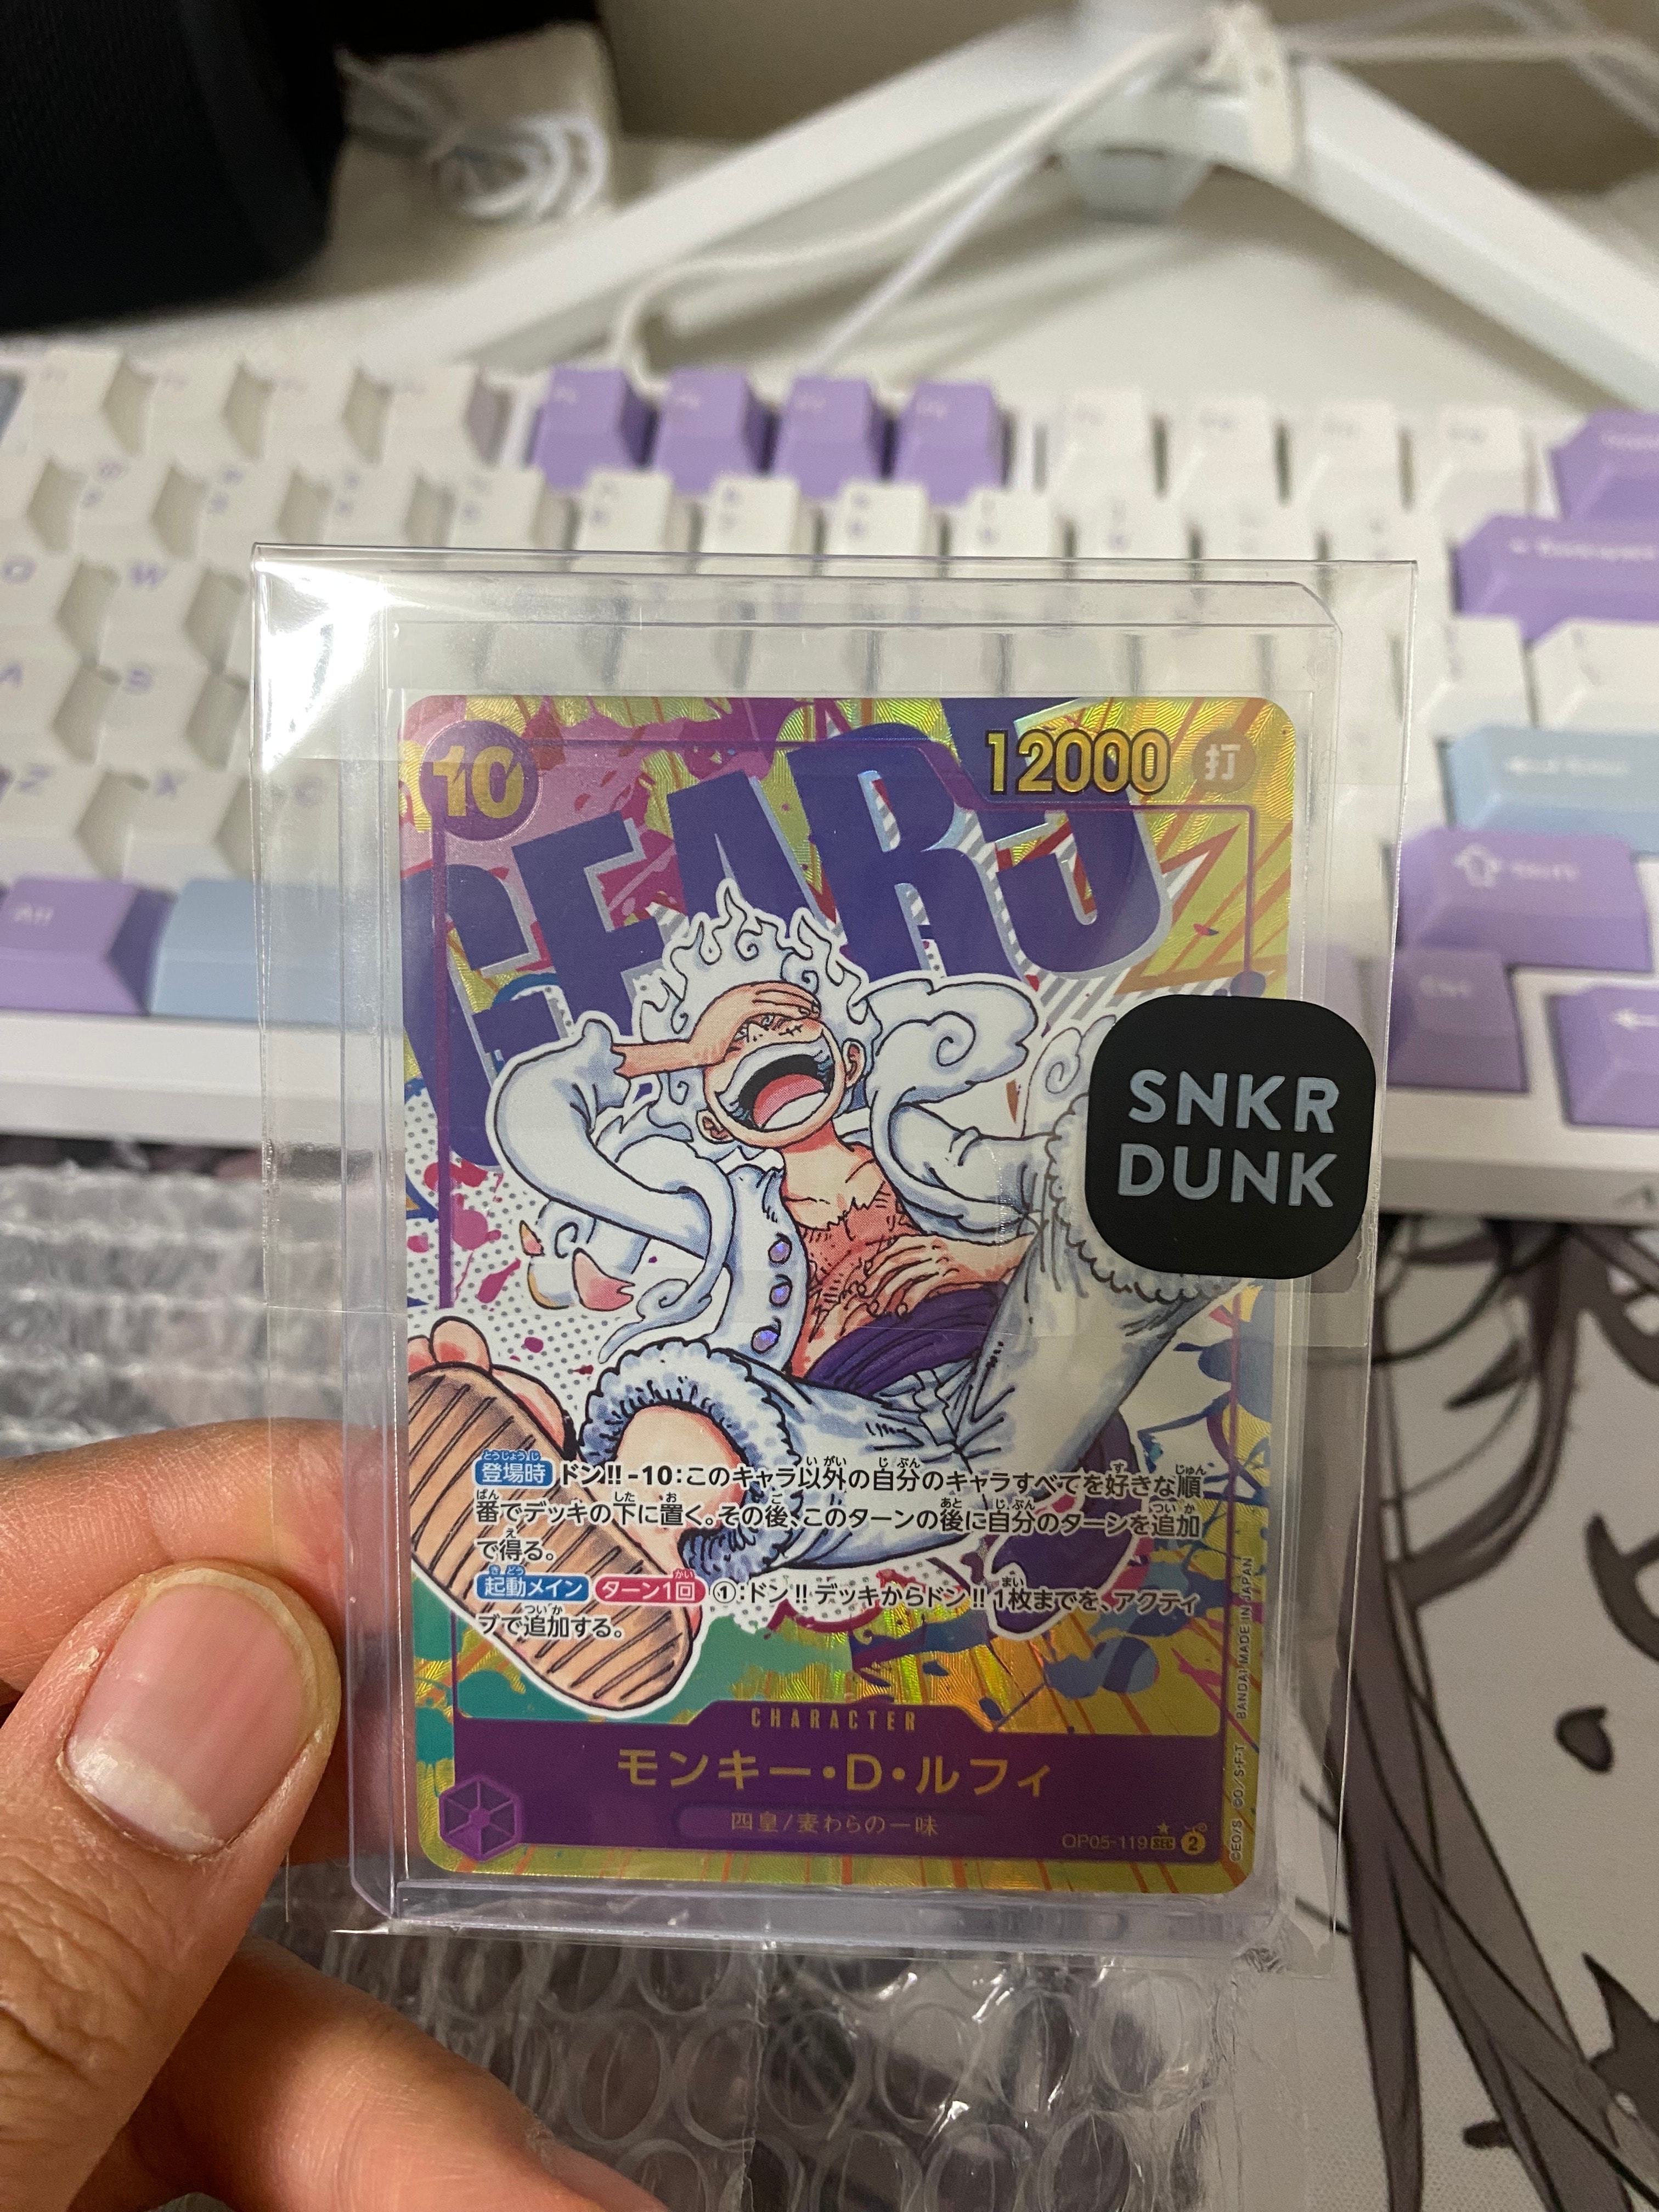 10
12000
打
GEAR5
SNKR
DUNK
登場時 ドン!!-10:このキャラ以外の自分のキャラすべてを好きな順
番でデッキの下に置く。その後、このターンの後に自分のターンを追加
で得る。
起動メイン ターン1回 ①:ドン!!デッキからドン!!1枚までを、アクティ
ブで追加する。
CHARACTER
モンキー・D・ルフィ
四皇/麦わらの一味
OP05-119 SEC 2
©E.O/S ©O/S・F・T BANDAI MADE IN JAPAN
W
A
S
Z
X
C
Alt
Shift